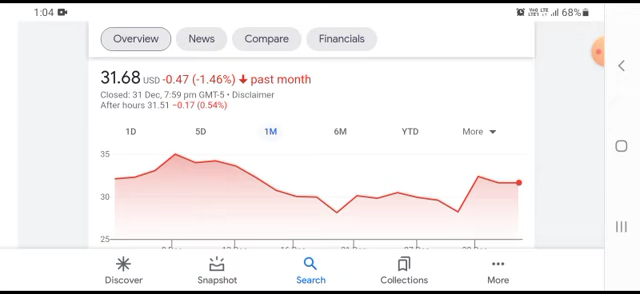 1:04 68%
Overview News Compare Financials
31.68 USD -0.47 (-1.46%) past month
Closed: 31 Dec, 7:59 pm GMT-5 • Disclaimer
After hours 31.51 −0.17 (0.54%)
1D 5D 1M 6M YTD More
35
30
25
Discover Snapshot Search Collections More